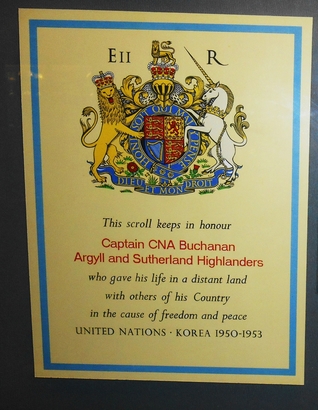 EII R
HONI SOIT QUI MAL Y PENSE
DIEU ET MON DROIT
This scroll keeps in honour
Captain CNA Buchanan
Argyll and Sutherland Highlanders
who gave his life in a distant land
with others of his Country
in the cause of freedom and peace
UNITED NATIONS · KOREA 1950-1953